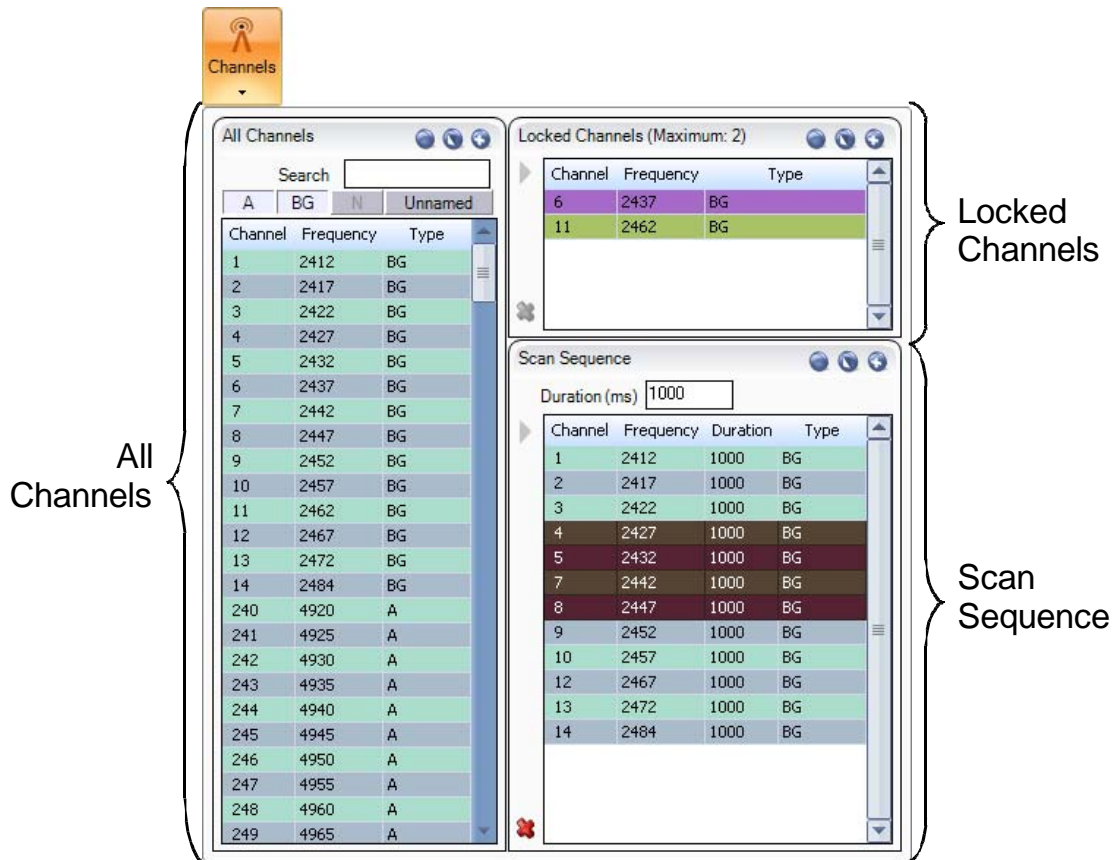 Channels
All Channels
Search
A BG N Unnamed
Channel Frequency Type
1 2412 BG
2 2417 BG
3 2422 BG
4 2427 BG
5 2432 BG
6 2437 BG
7 2442 BG
8 2447 BG
9 2452 BG
10 2457 BG
11 2462 BG
12 2467 BG
13 2472 BG
14 2484 BG
240 4920 A
241 4925 A
242 4930 A
243 4935 A
244 4940 A
245 4945 A
246 4950 A
247 4955 A
248 4960 A
249 4965 A
Locked Channels (Maximum: 2)
Channel Frequency Type
6 2437 BG
11 2462 BG
Scan Sequence
Duration (ms) 1000
Channel Frequency Duration Type
1 2412 1000 BG
2 2417 1000 BG
3 2422 1000 BG
4 2427 1000 BG
5 2432 1000 BG
7 2442 1000 BG
8 2447 1000 BG
9 2452 1000 BG
10 2457 1000 BG
12 2467 1000 BG
13 2472 1000 BG
14 2484 1000 BG
All
Channels
Locked
Channels
Scan
Sequence